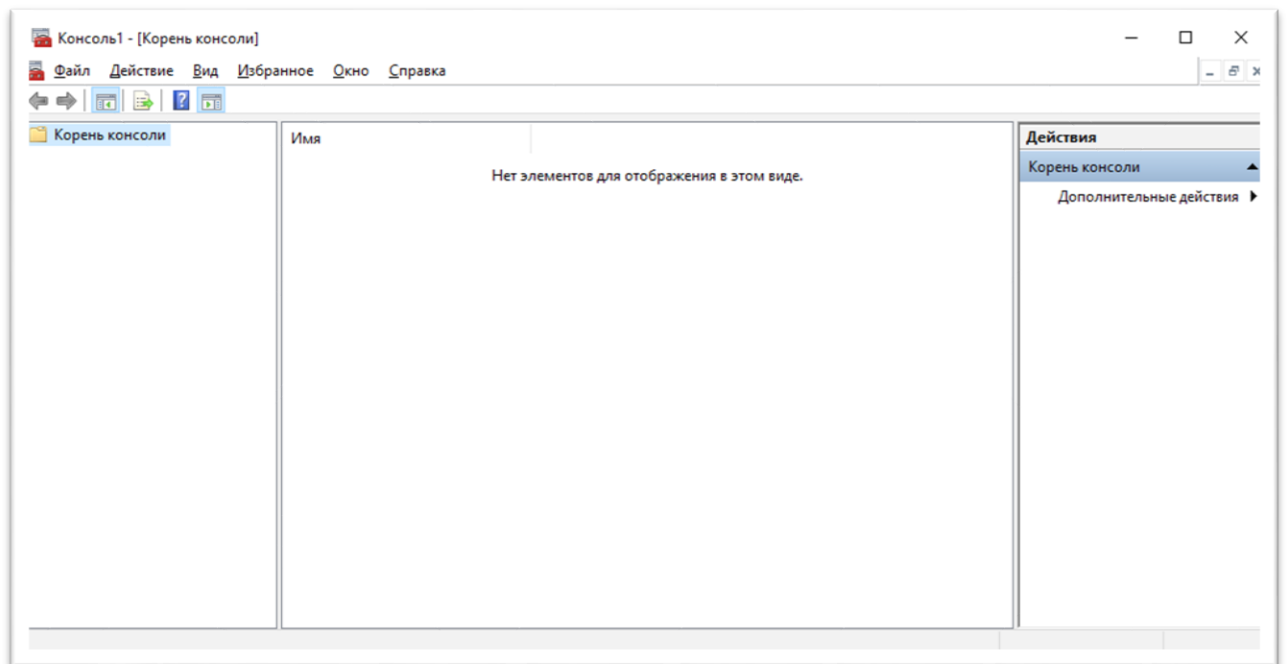 Консоль1 - [Корень консоли]
Файл Действие Вид Избранное Окно Справка
Корень консоли
Имя
Нет элементов для отображения в этом виде.
Действия
Корень консоли
Дополнительные действия